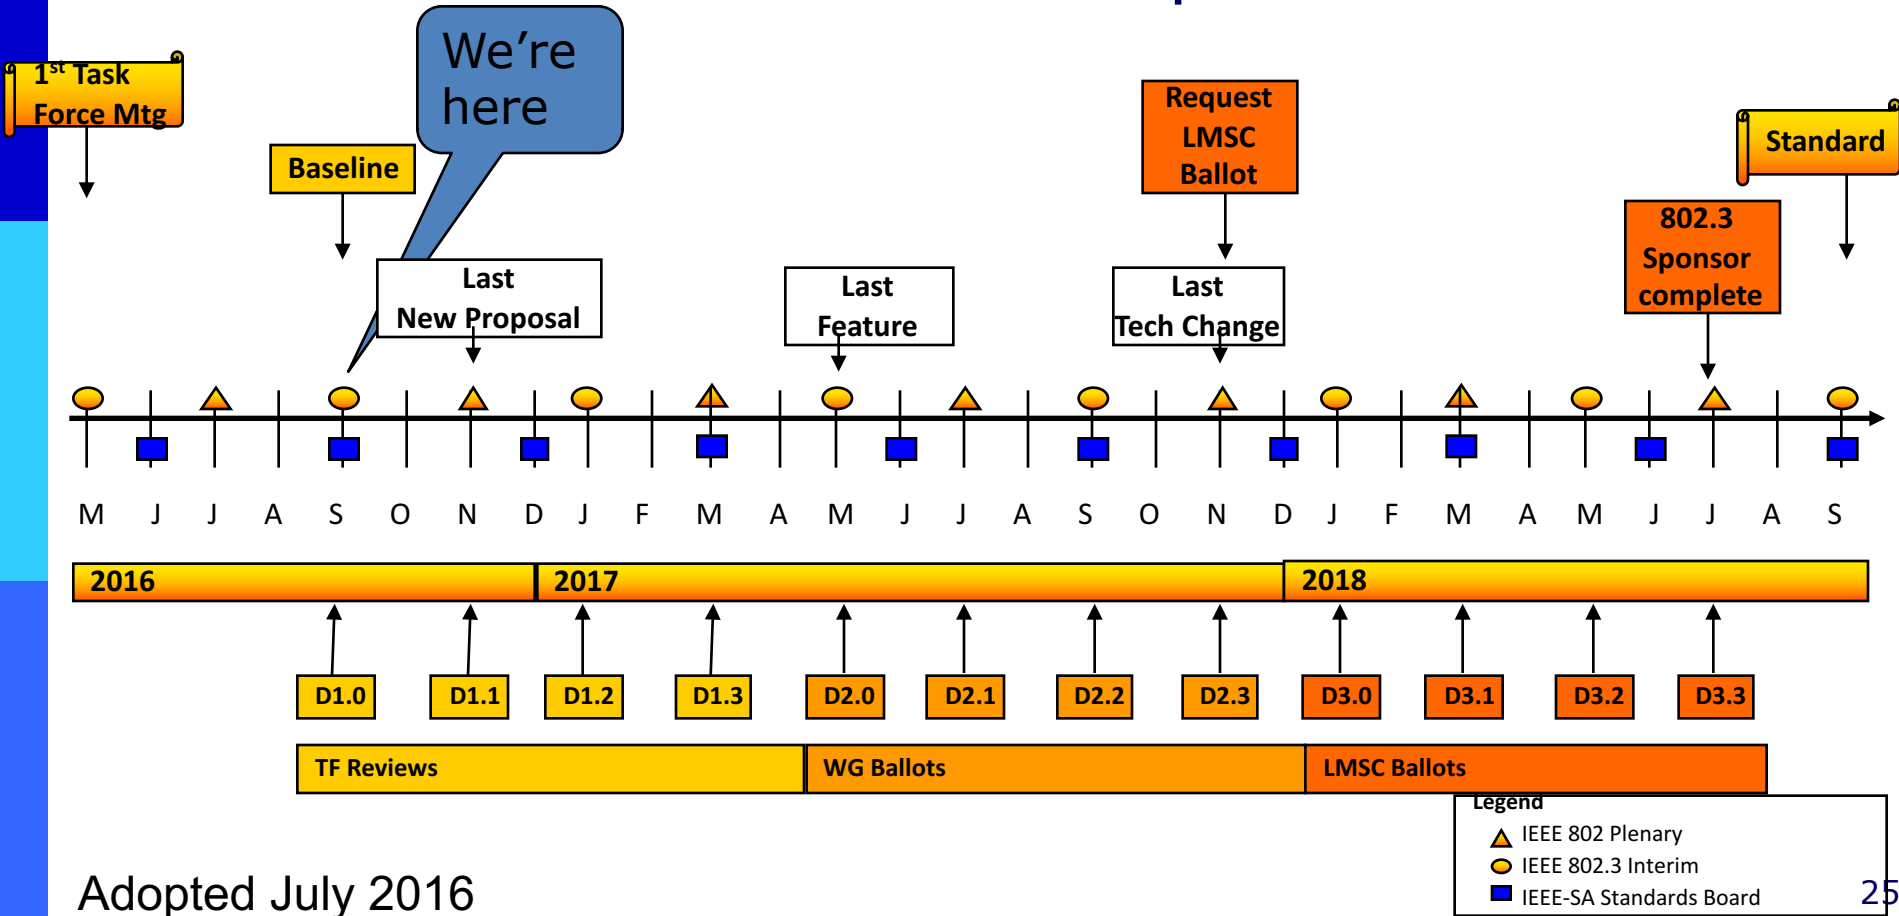 We're
here
1st Task
Force Mtg
Request
LMSC
Ballot
Standard
Baseline
802.3
Sponsor
complete
Last
New Proposal
Last
Feature
Last
Tech Change
M J J A S O N D J F M A M J J A S O N D J F M A M J J A S
2016 2017 2018
D1.0 D1.1 D1.2 D1.3 D2.0 D2.1 D2.2 D2.3 D3.0 D3.1 D3.2 D3.3
TF Reviews WG Ballots LMSC Ballots
Legend
IEEE 802 Plenary
IEEE 802.3 Interim
IEEE-SA Standards Board
Adopted July 2016
25